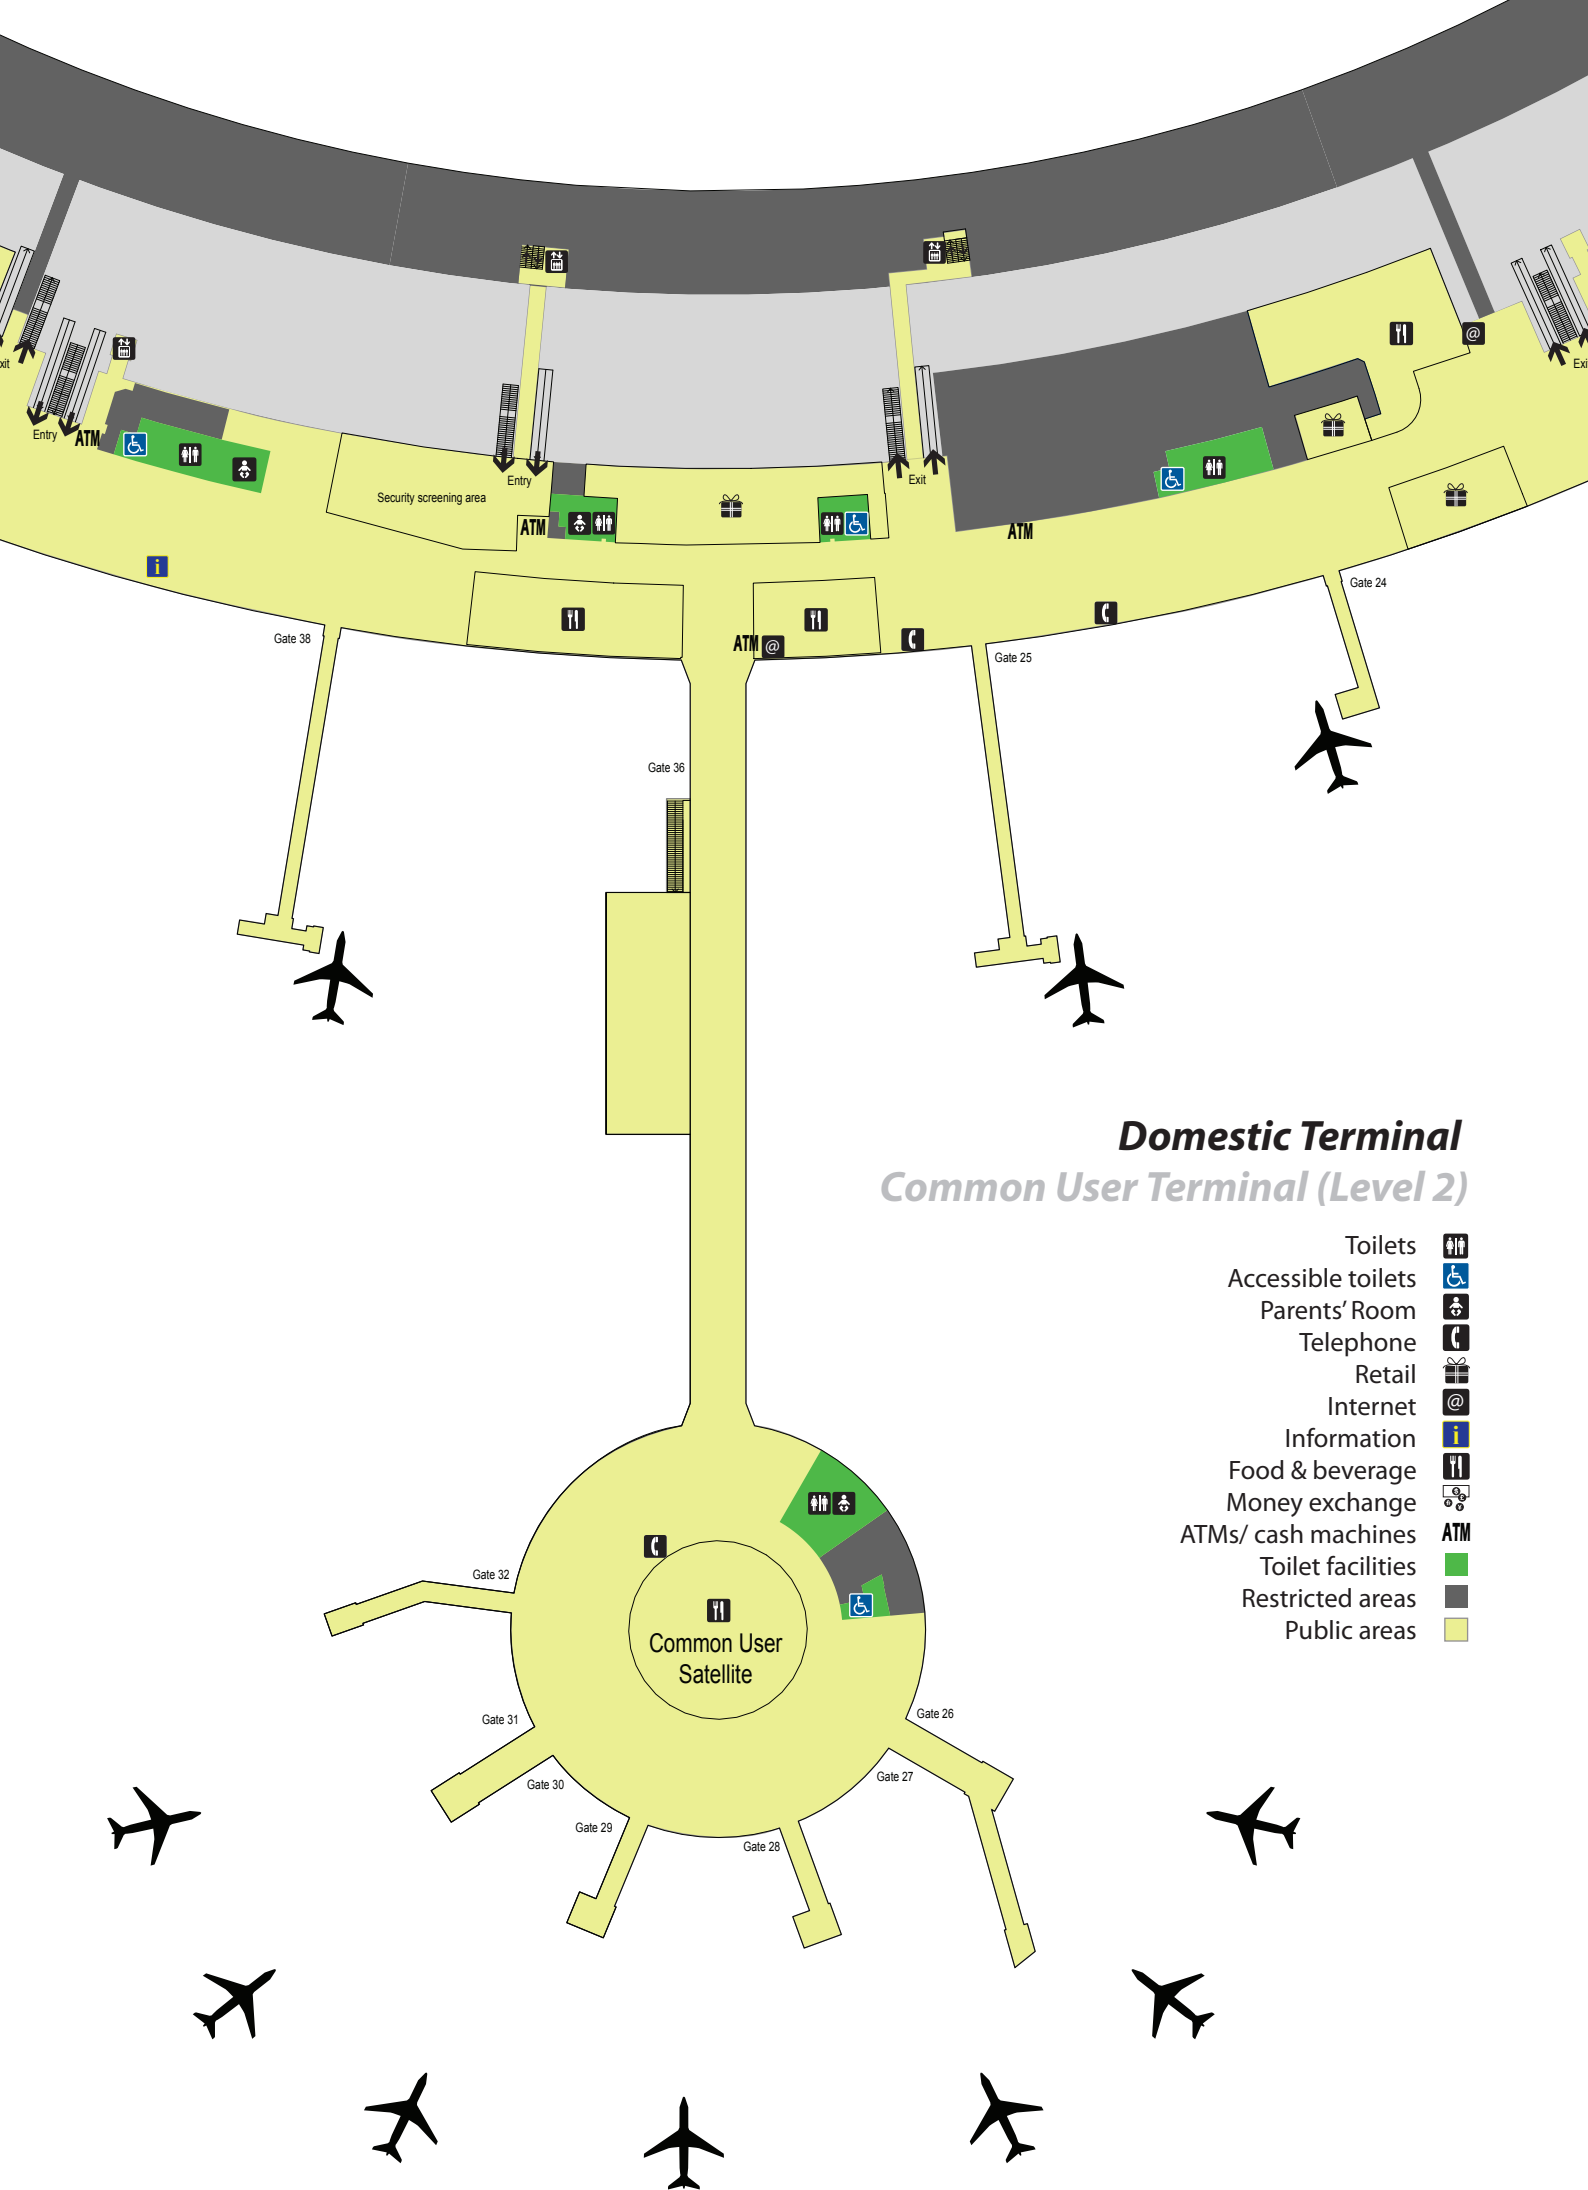 Exit
Entry
ATM
Security screening area
Entry
ATM
Exit
ATM
@
Exi
i
Gate 38
ATM @
Gate 25
Gate 24
Gate 36
Domestic Terminal
Common User Terminal (Level 2)
Toilets
Accessible toilets
Parents' Room
Telephone
Retail
Internet @
Information i
Food & beverage
Money exchange
ATMs/ cash machines ATM
Toilet facilities
Restricted areas
Public areas
Gate 32
Common User
Satellite
Gate 31
Gate 26
Gate 30
Gate 27
Gate 29
Gate 28